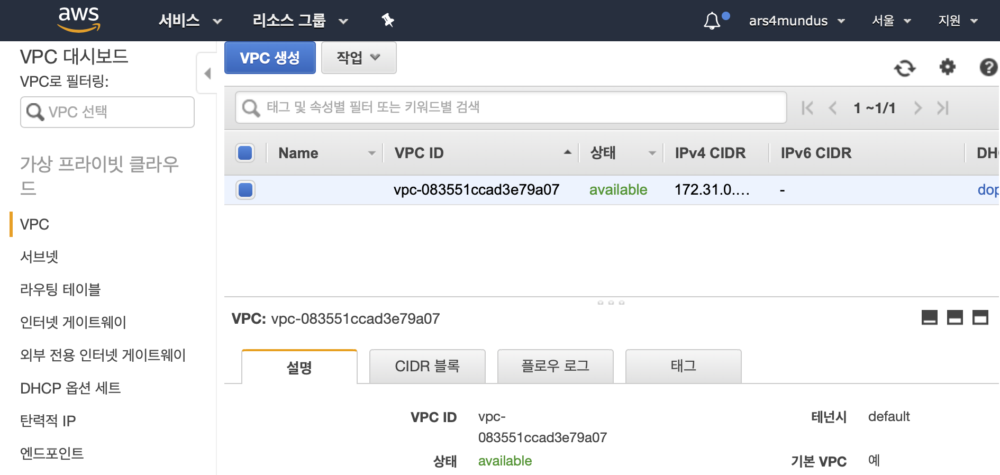 aws 서비스 리소스 그룹 ars4mundus 서울 지원
VPC 대시보드
VPC로 필터링:
VPC 선택
가상 프라이빗 클라우
드
VPC
서브넷
라우팅 테이블
인터넷 게이트웨이
외부 전용 인터넷 게이트웨이
DHCP 옵션 세트
탄력적 IP
엔드포인트
VPC 생성 작업
태그 및 속성별 필터 또는 키워드별 검색 1 ~1/1
Name VPC ID 상태 IPv4 CIDR IPv6 CIDR DH
vpc-083551ccad3e79a07 available 172.31.0.… - dop
VPC: vpc-083551ccad3e79a07
설명 CIDR 블록 플로우 로그 태그
VPC ID vpc- 테넌시 default
083551ccad3e79a07
상태 available 기본 VPC 예